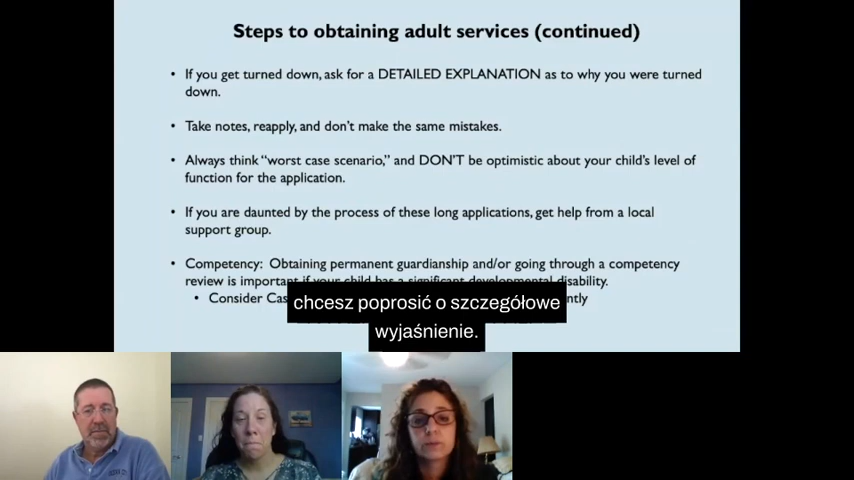 Steps to obtaining adult services (continued)
• If you get turned down, ask for a DETAILED EXPLANATION as to why you were turned
down.
• Take notes, reapply, and don't make the same mistakes.
• Always think "worst case scenario," and DON'T be optimistic about your child's level of
function for the application.
• If you are daunted by the process of these long applications, get help from a local
support group.
• Competency: Obtaining permanent guardianship and/or going through a competency
review is important if your child has a significant developmental disability.
• Consider
chcesz poprosić o szczegółowe
wyjaśnienie.